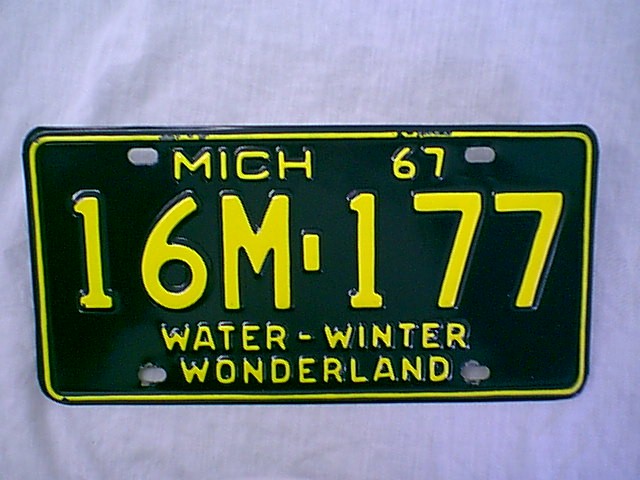 MICH 67
16M-177
WATER-WINTER
WONDERLAND